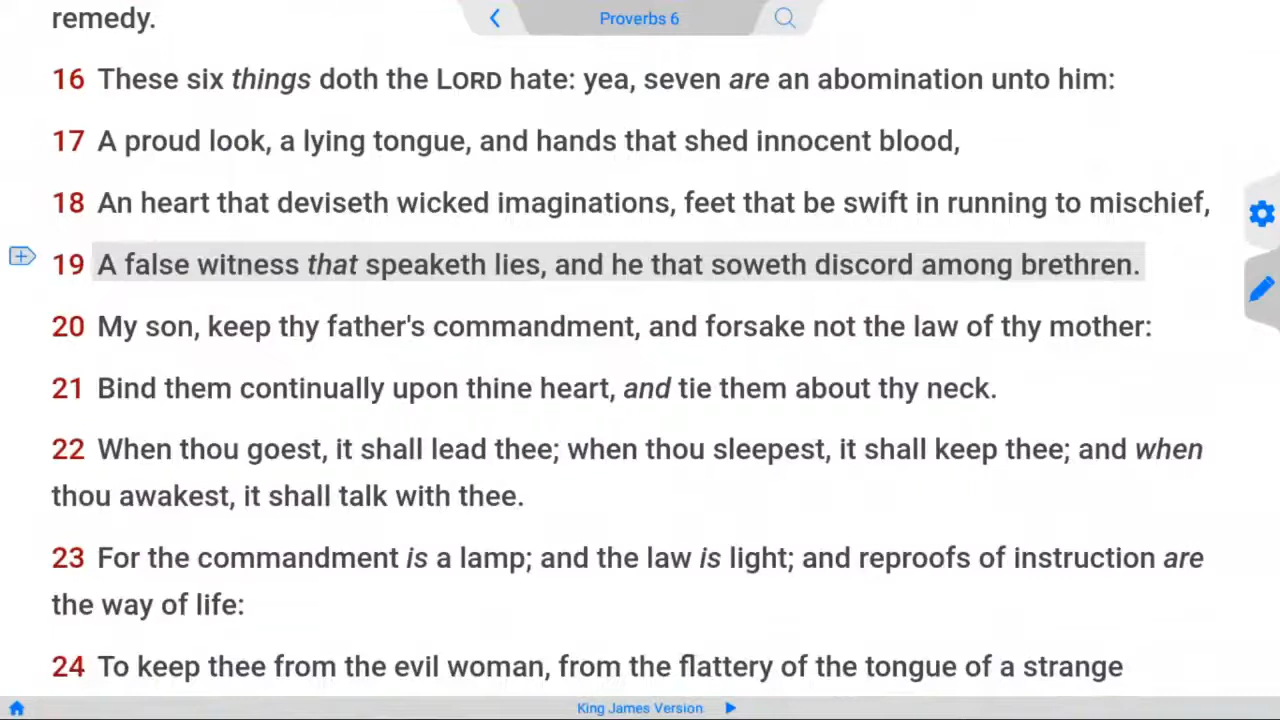 remedy.
Proverbs 6
16 These six things doth the LORD hate: yea, seven are an abomination unto him:
17 A proud look, a lying tongue, and hands that shed innocent blood,
18 An heart that deviseth wicked imaginations, feet that be swift in running to mischief,
19 A false witness that speaketh lies, and he that soweth discord among brethren.
20 My son, keep thy father's commandment, and forsake not the law of thy mother:
21 Bind them continually upon thine heart, and tie them about thy neck.
22 When thou goest, it shall lead thee; when thou sleepest, it shall keep thee; and when
thou awakest, it shall talk with thee.
23 For the commandment is a lamp; and the law is light; and reproofs of instruction are
the way of life:
24 To keep thee from the evil woman, from the flattery of the tongue of a strange
King James Version